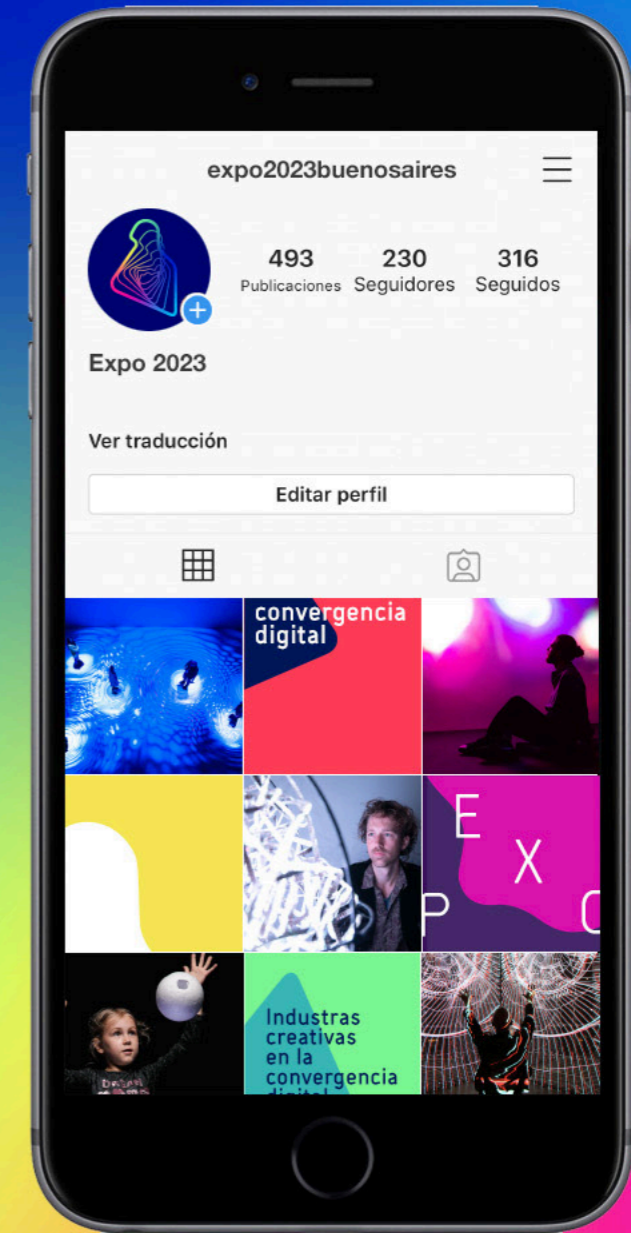 expo2023buenosaires
493 230 316
Publicaciones Seguidores Seguidos
Expo 2023
Ver traducción
Editar perfil
convergencia
digital
E
X
P O
Industras
creativas
en la
convergencia
digital